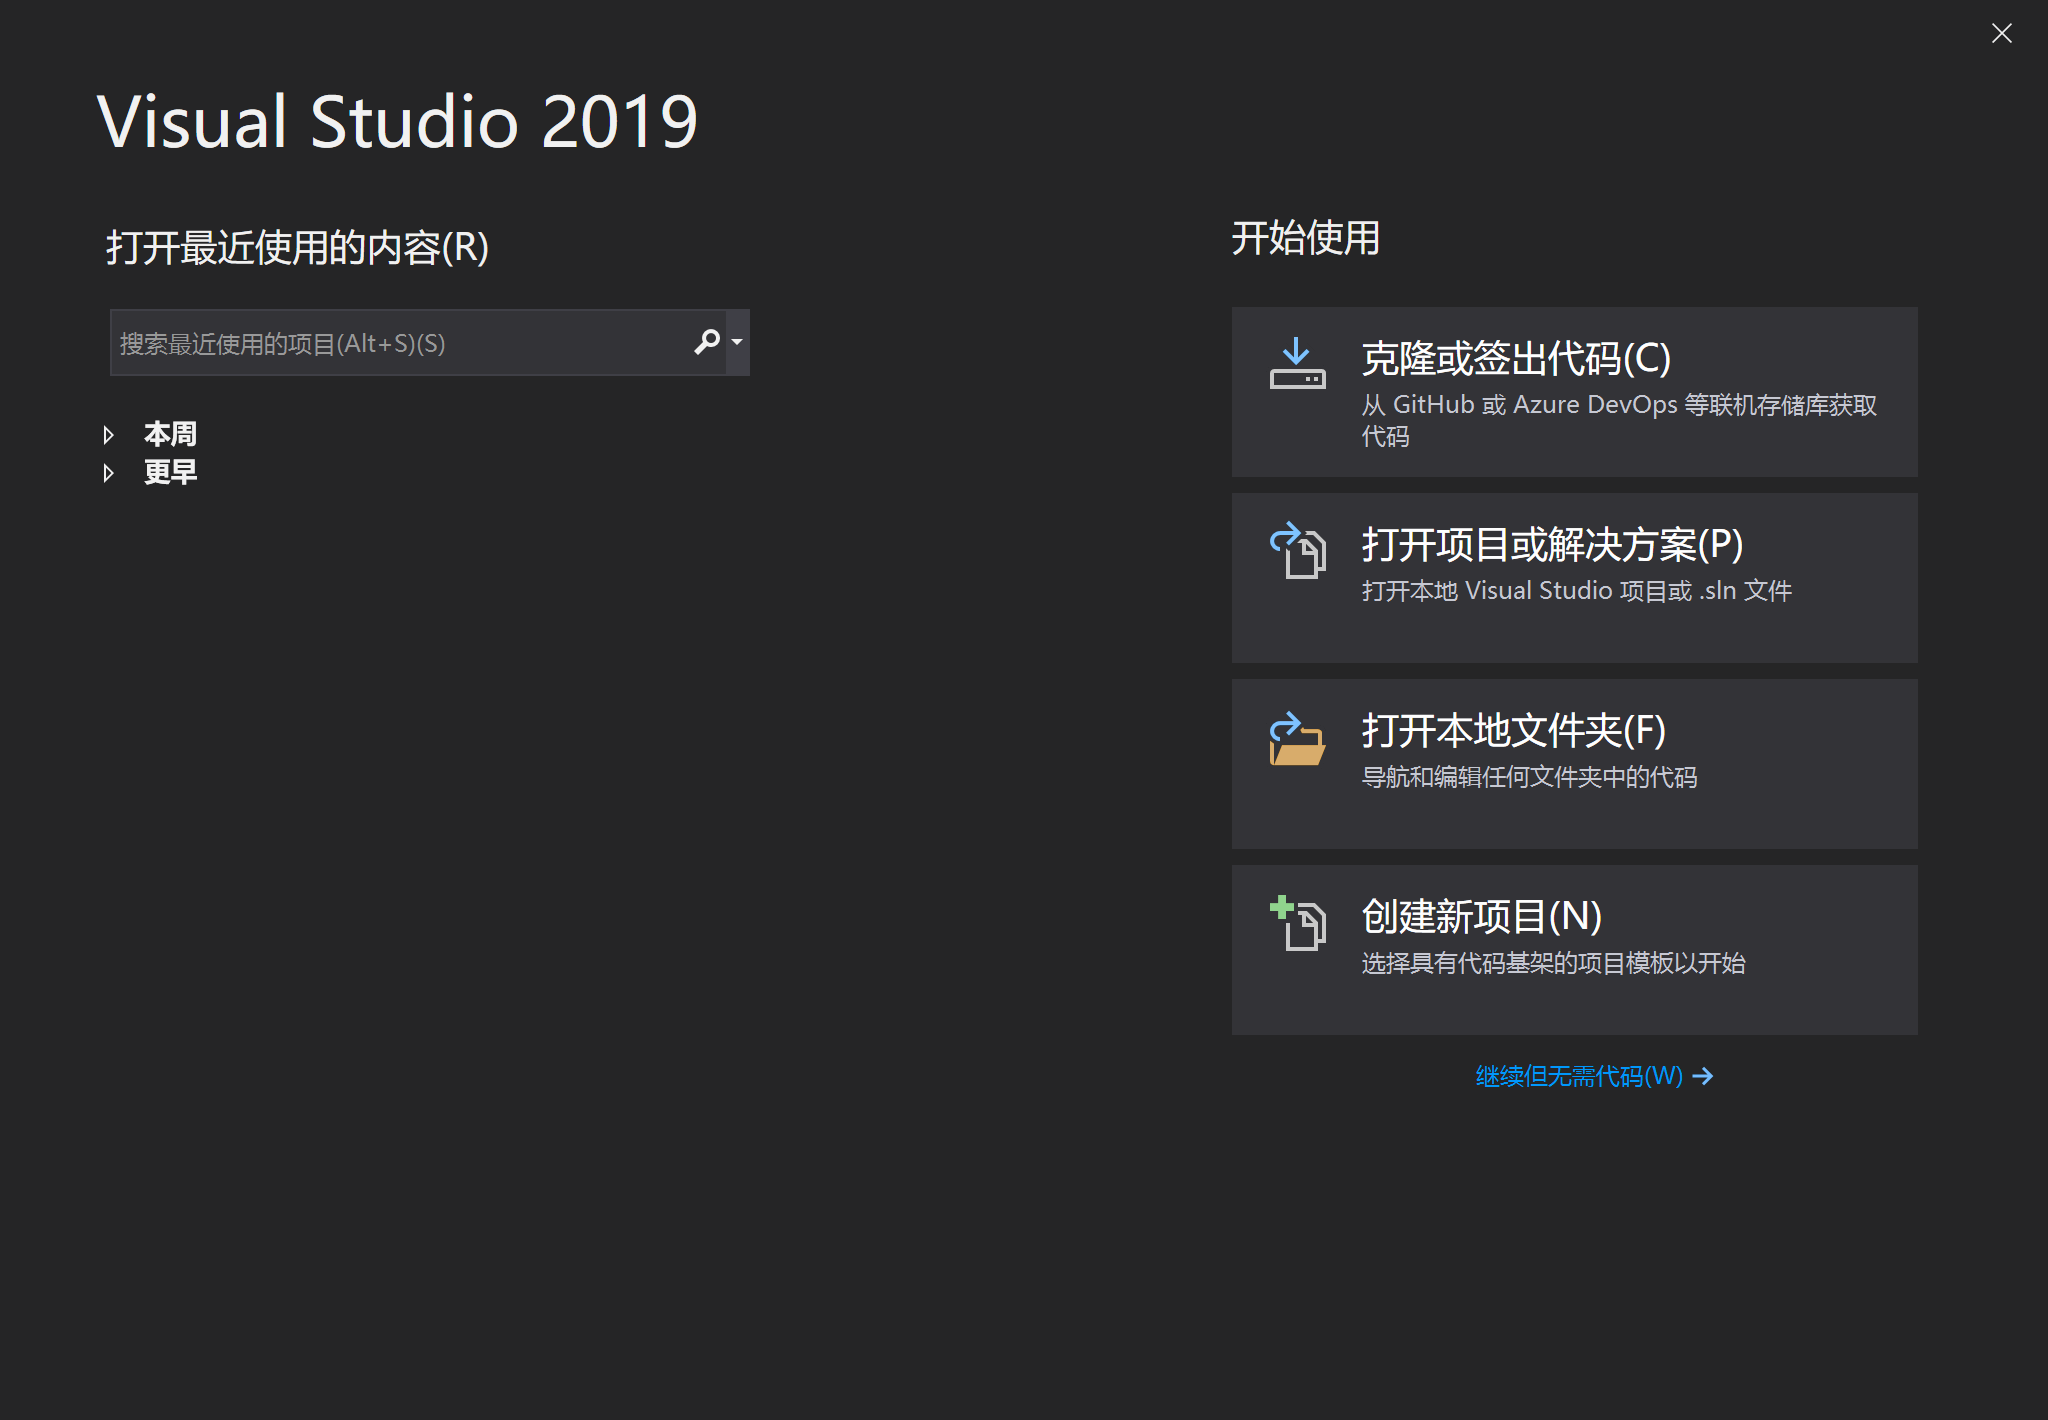 Visual Studio 2019
打开最近使用的内容(R)
搜索最近使用的项目(Alt+S)(S)
本周
更早
开始使用
克隆或签出代码(C)
从 GitHub 或 Azure DevOps 等联机存储库获取
代码
打开项目或解决方案(P)
打开本地 Visual Studio 项目或 .sln 文件
打开本地文件夹(F)
导航和编辑任何文件夹中的代码
创建新项目(N)
选择具有代码基架的项目模板以开始
继续但无需代码(W)